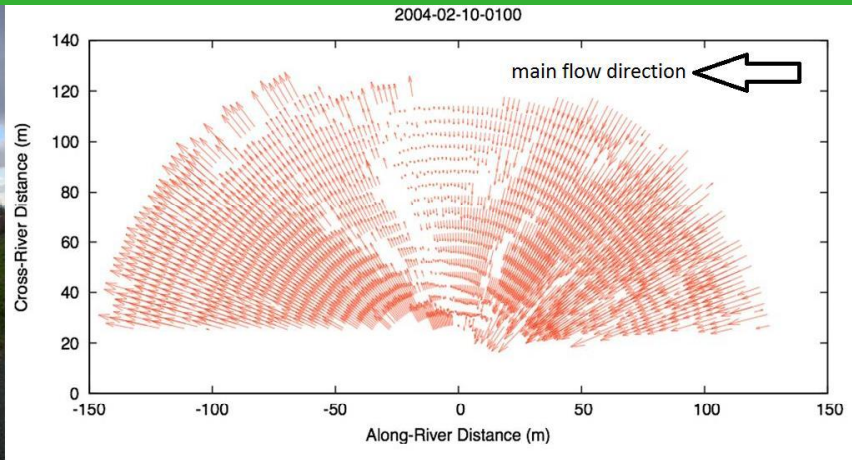 2004-02-10-0100
main flow direction
140
120
100
80
60
40
20
0
Cross-River Distance (m)
-150 -100 -50 0 50 100 150
Along-River Distance (m)